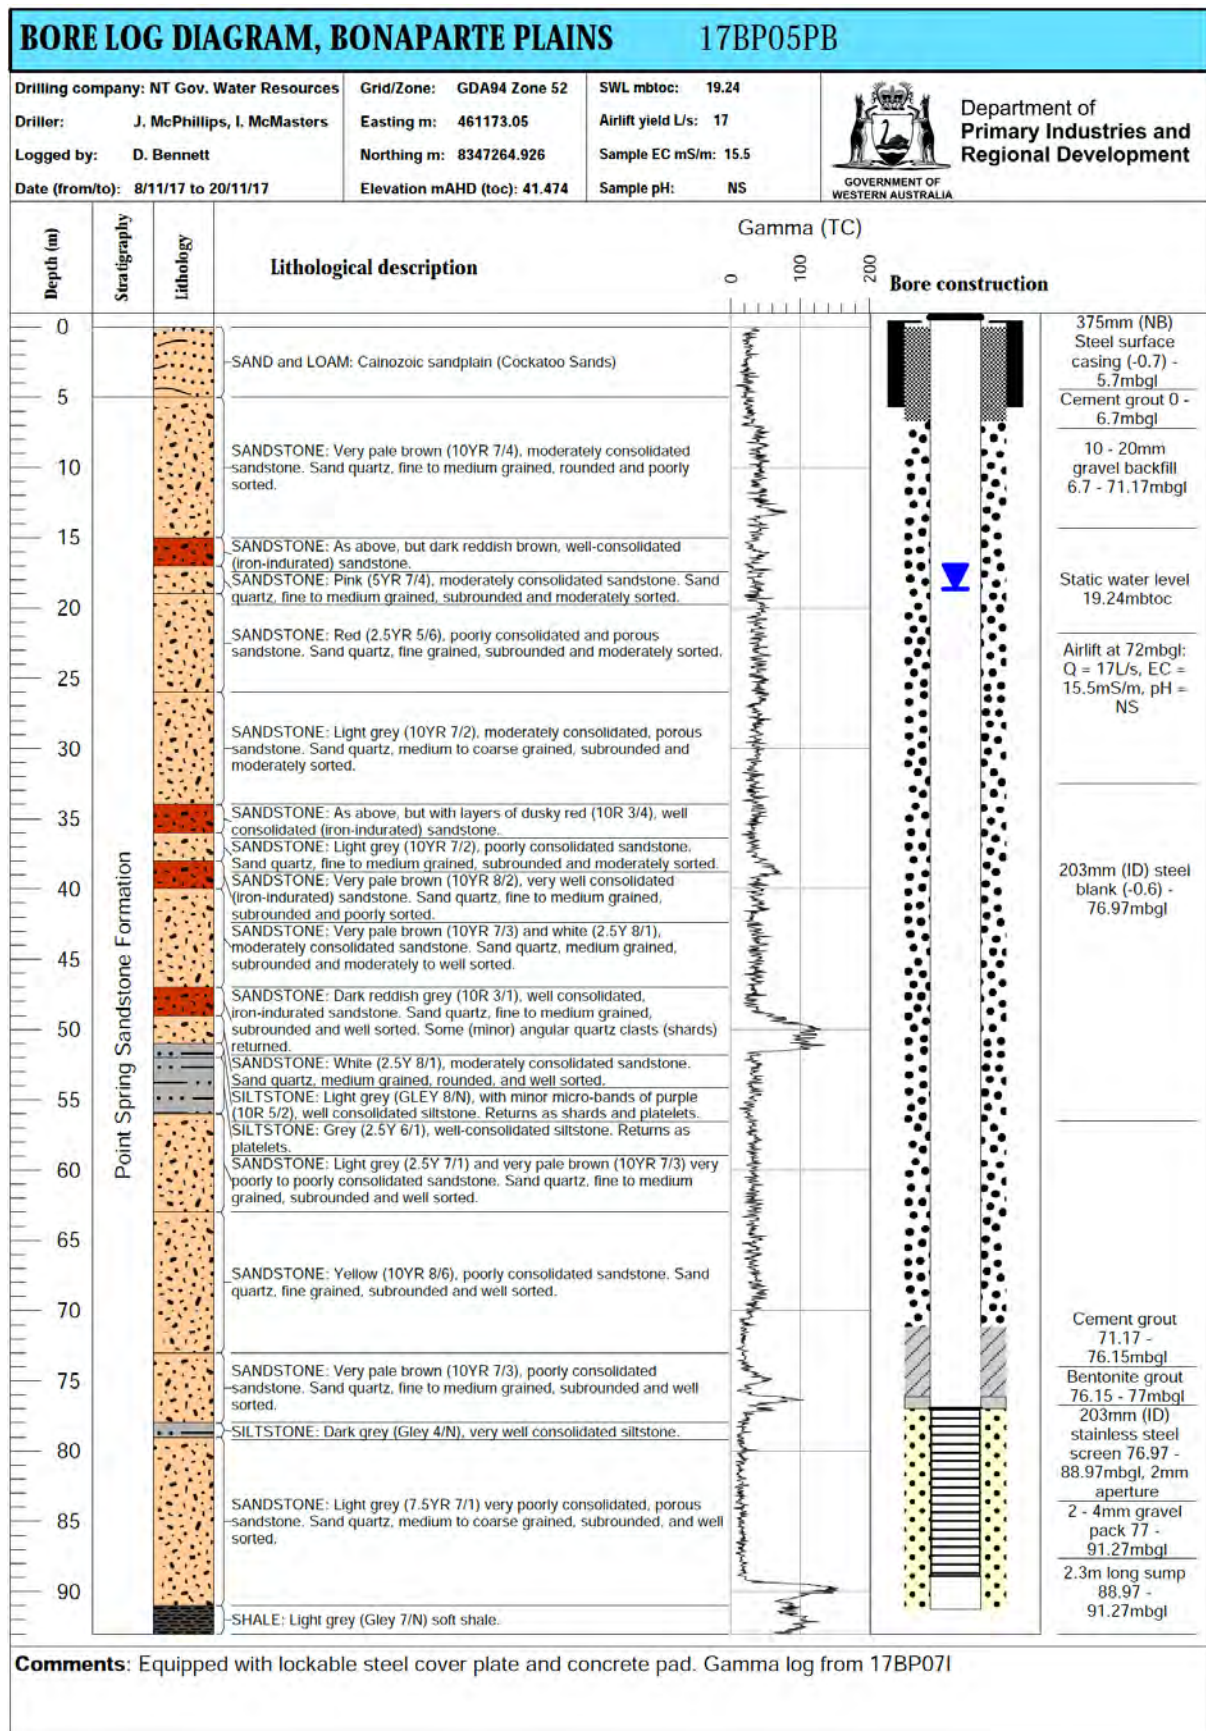 BORE LOG DIAGRAM, BONAPARTE PLAINS 17BP05PB
Drilling company: NT Gov. Water Resources
Driller: J. McPhillips, I. McMasters
Logged by: D. Bennett
Date (from/to): 8/11/17 to 20/11/17
Grid/Zone: GDA94 Zone 52
Easting m: 461173.05
Northing m: 8347264.926
Elevation mAHD (toc): 41.474
SWL mbtoc: 19.24
Airlift yield L/s: 17
Sample EC mS/m: 15.5
Sample pH: NS
GOVERNMENT OF
WESTERN AUSTRALIA
Department of
Primary Industries and
Regional Development
Depth (m)
Stratigraphy
Lithology
Lithological description
Gamma (TC)
0
100
200
Bore construction
0
5
10
15
20
25
30
35
40
45
50
55
60
65
70
75
80
85
90
Point Spring Sandstone Formation
SAND and LOAM: Cainozoic sandplain (Cockatoo Sands)
SANDSTONE: Very pale brown (10YR 7/4), moderately consolidated
sandstone. Sand quartz, fine to medium grained, rounded and poorly
sorted.
SANDSTONE: As above, but dark reddish brown, well-consolidated
(iron-indurated) sandstone.
SANDSTONE: Pink (5YR 7/4), moderately consolidated sandstone. Sand
quartz, fine to medium grained, subrounded and moderately sorted.
SANDSTONE: Red (2.5YR 5/6), poorly consolidated and porous
sandstone. Sand quartz, fine grained, subrounded and moderately sorted.
SANDSTONE: Light grey (10YR 7/2), moderately consolidated, porous
sandstone. Sand quartz, medium to coarse grained, subrounded and
moderately sorted.
SANDSTONE: As above, but with layers of dusky red (10R 3/4), well
consolidated (iron-indurated) sandstone.
SANDSTONE: Light grey (10YR 7/2), poorly consolidated sandstone.
Sand quartz, fine to medium grained, subrounded and moderately sorted.
SANDSTONE: Very pale brown (10YR 8/2), very well consolidated
(iron-indurated) sandstone. Sand quartz, fine to medium grained,
subrounded and poorly sorted.
SANDSTONE: Very pale brown (10YR 7/3) and white (2.5Y 8/1),
moderately consolidated sandstone. Sand quartz, medium grained,
subrounded and moderately to well sorted.
SANDSTONE: Dark reddish grey (10R 3/1), well consolidated,
iron-indurated sandstone. Sand quartz, fine to medium grained,
subrounded and well sorted. Some (minor) angular quartz clasts (shards)
returned.
SANDSTONE: White (2.5Y 8/1), moderately consolidated sandstone.
Sand quartz, medium grained, rounded, and well sorted.
SILTSTONE: Light grey (GLEY 8/N), with minor micro-bands of purple
(10R 5/2), well consolidated siltstone. Returns as shards and platelets.
SILTSTONE: Grey (2.5Y 6/1), well-consolidated siltstone. Returns as
platelets.
SANDSTONE: Light grey (2.5Y 7/1) and very pale brown (10YR 7/3) very
poorly to poorly consolidated sandstone. Sand quartz, fine to medium
grained, subrounded and well sorted.
SANDSTONE: Yellow (10YR 8/6), poorly consolidated sandstone. Sand
quartz, fine grained, subrounded and well sorted.
SANDSTONE: Very pale brown (10YR 7/3), poorly consolidated
sandstone. Sand quartz, fine to medium grained, subrounded and well
sorted.
SILTSTONE: Dark grey (Gley 4/N), very well consolidated siltstone.
SANDSTONE: Light grey (7.5YR 7/1) very poorly consolidated, porous
sandstone. Sand quartz, medium to coarse grained, subrounded, and well
sorted.
SHALE: Light grey (Gley 7/N) soft shale.
375mm (NB)
Steel surface
casing (-0.7) -
5.7mbgl
Cement grout 0 -
6.7mbgl
10 - 20mm
gravel backfill
6.7 - 71.17mbgl
Static water level
19.24mbtoc
Airlift at 72mbgl:
Q = 17L/s, EC =
15.5mS/m, pH =
NS
203mm (ID) steel
blank (-0.6) -
76.97mbgl
Cement grout
71.17 -
76.15mbgl
Bentonite grout
76.15 - 77mbgl
203mm (ID)
stainless steel
screen 76.97 -
88.97mbgl, 2mm
aperture
2 - 4mm gravel
pack 77 -
91.27mbgl
2.3m long sump
88.97 -
91.27mbgl
Comments: Equipped with lockable steel cover plate and concrete pad. Gamma log from 17BP07I